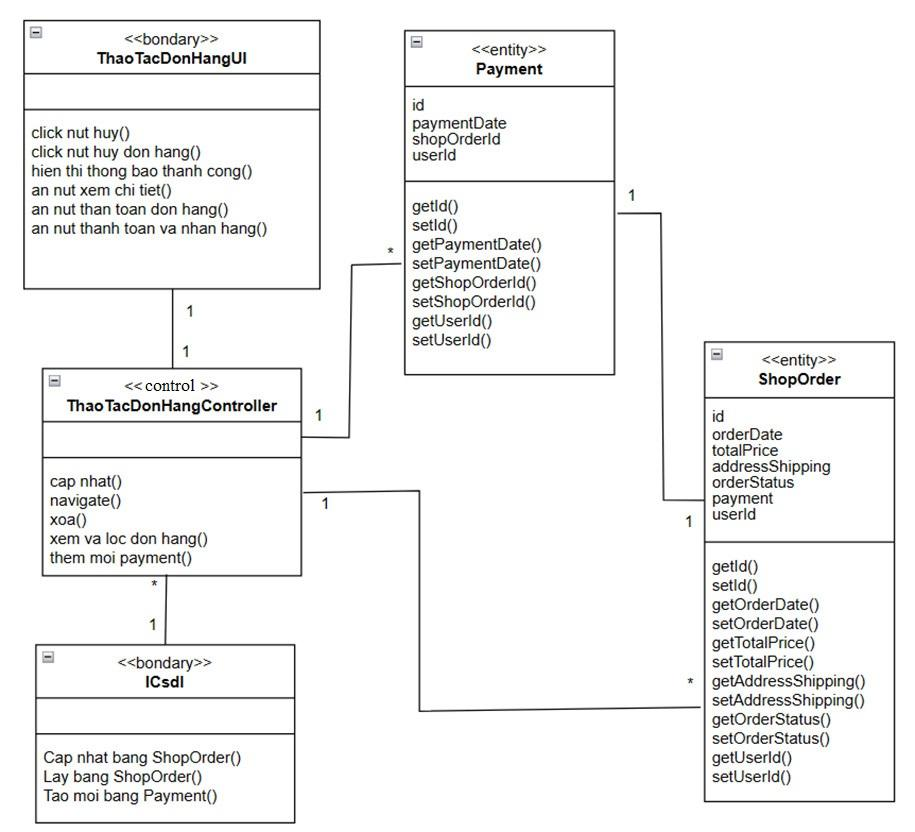 <<bondary>>
ThaoTacDonHangUI
click nut huy()
click nut huy don hang()
hien thi thong bao thanh cong()
an nut xem chi tiet()
an nut than toan don hang()
an nut thanh toan va nhan hang()
<<entity>>
Payment
id
paymentDate
shopOrderId
userId
getId()
setId()
getPaymentDate()
setPaymentDate()
getShopOrderId()
setShopOrderId()
getUserId()
setUserId()
1
*
1
1
<< control >>
ThaoTacDonHangController
cap nhat()
navigate()
xoa()
xem va loc don hang()
them moi payment()
1
1
*
1
<<entity>>
ShopOrder
id
orderDate
totalPrice
addressShipping
orderStatus
payment
userId
getId()
setId()
getOrderDate()
setOrderDate()
getTotalPrice()
setTotalPrice()
getAddressShipping()
setAddressShipping()
getOrderStatus()
setOrderStatus()
getUserId()
setUserId()
1
*
<<bondary>>
ICsdl
Cap nhat bang ShopOrder()
Lay bang ShopOrder()
Tao moi bang Payment()